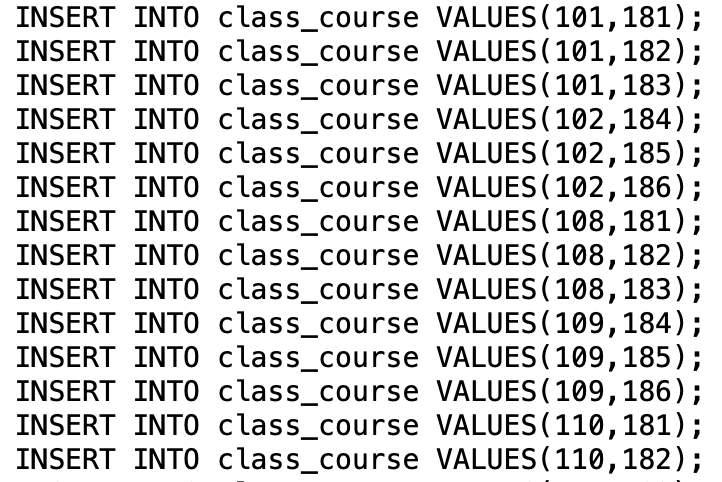 INSERT INTO class_course VALUES(101,181);
INSERT INTO class_course VALUES(101,182);
INSERT INTO class_course VALUES(101,183);
INSERT INTO class_course VALUES(102,184);
INSERT INTO class_course VALUES(102,185);
INSERT INTO class_course VALUES(102,186);
INSERT INTO class_course VALUES(108,181);
INSERT INTO class_course VALUES(108,182);
INSERT INTO class_course VALUES(108,183);
INSERT INTO class_course VALUES(109,184);
INSERT INTO class_course VALUES(109,185);
INSERT INTO class_course VALUES(109,186);
INSERT INTO class_course VALUES(110,181);
INSERT INTO class_course VALUES(110,182);